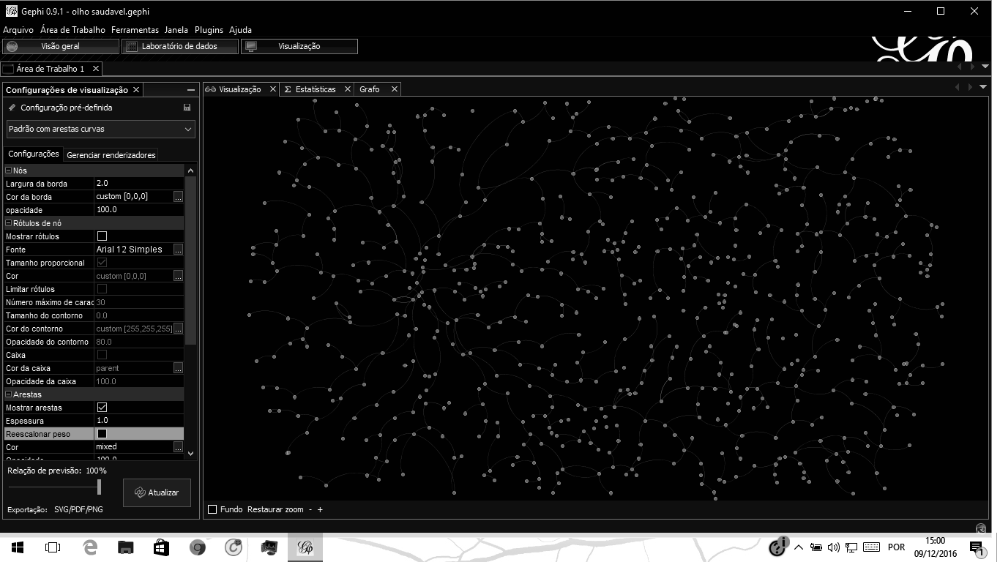 Gephi 0.9.1 - olho saudavel.gephi
Arquivo Área de Trabalho Ferramentas Janela Plugins Ajuda
Visão geral Laboratório de dados Visualização
Área de Trabalho 1
Configurações de visualização
Visualização Estatísticas Grafo
Configuração pré-definida
Padrão com arestas curvas
Configurações Gerenciar renderizadores
Nós
Largura da borda 2.0
Cor da borda custom [0,0,0] ...
opacidade 100.0
Rótulos de nó
Mostrar rótulos
Fonte Arial 12 Simples ...
Tamanho proporcional
Cor custom [0,0,0] ...
Limitar rótulos
Número máximo de carac 30
Tamanho do contorno 0.0
Cor do contorno custom [255,255,255] ...
Opacidade do contorno 80.0
Caixa
Cor da caixa parent ...
Opacidade da caixa 100.0
Arestas
Mostrar arestas
Espessura 1.0
Reescalonar peso
Cor mixed ...
Opacidade 100.0
Relação de previsão: 100%
Atualizar
Exportação: SVG/PDF/PNG
Fundo Restaurar zoom - +
POR
15:00
09/12/2016
1